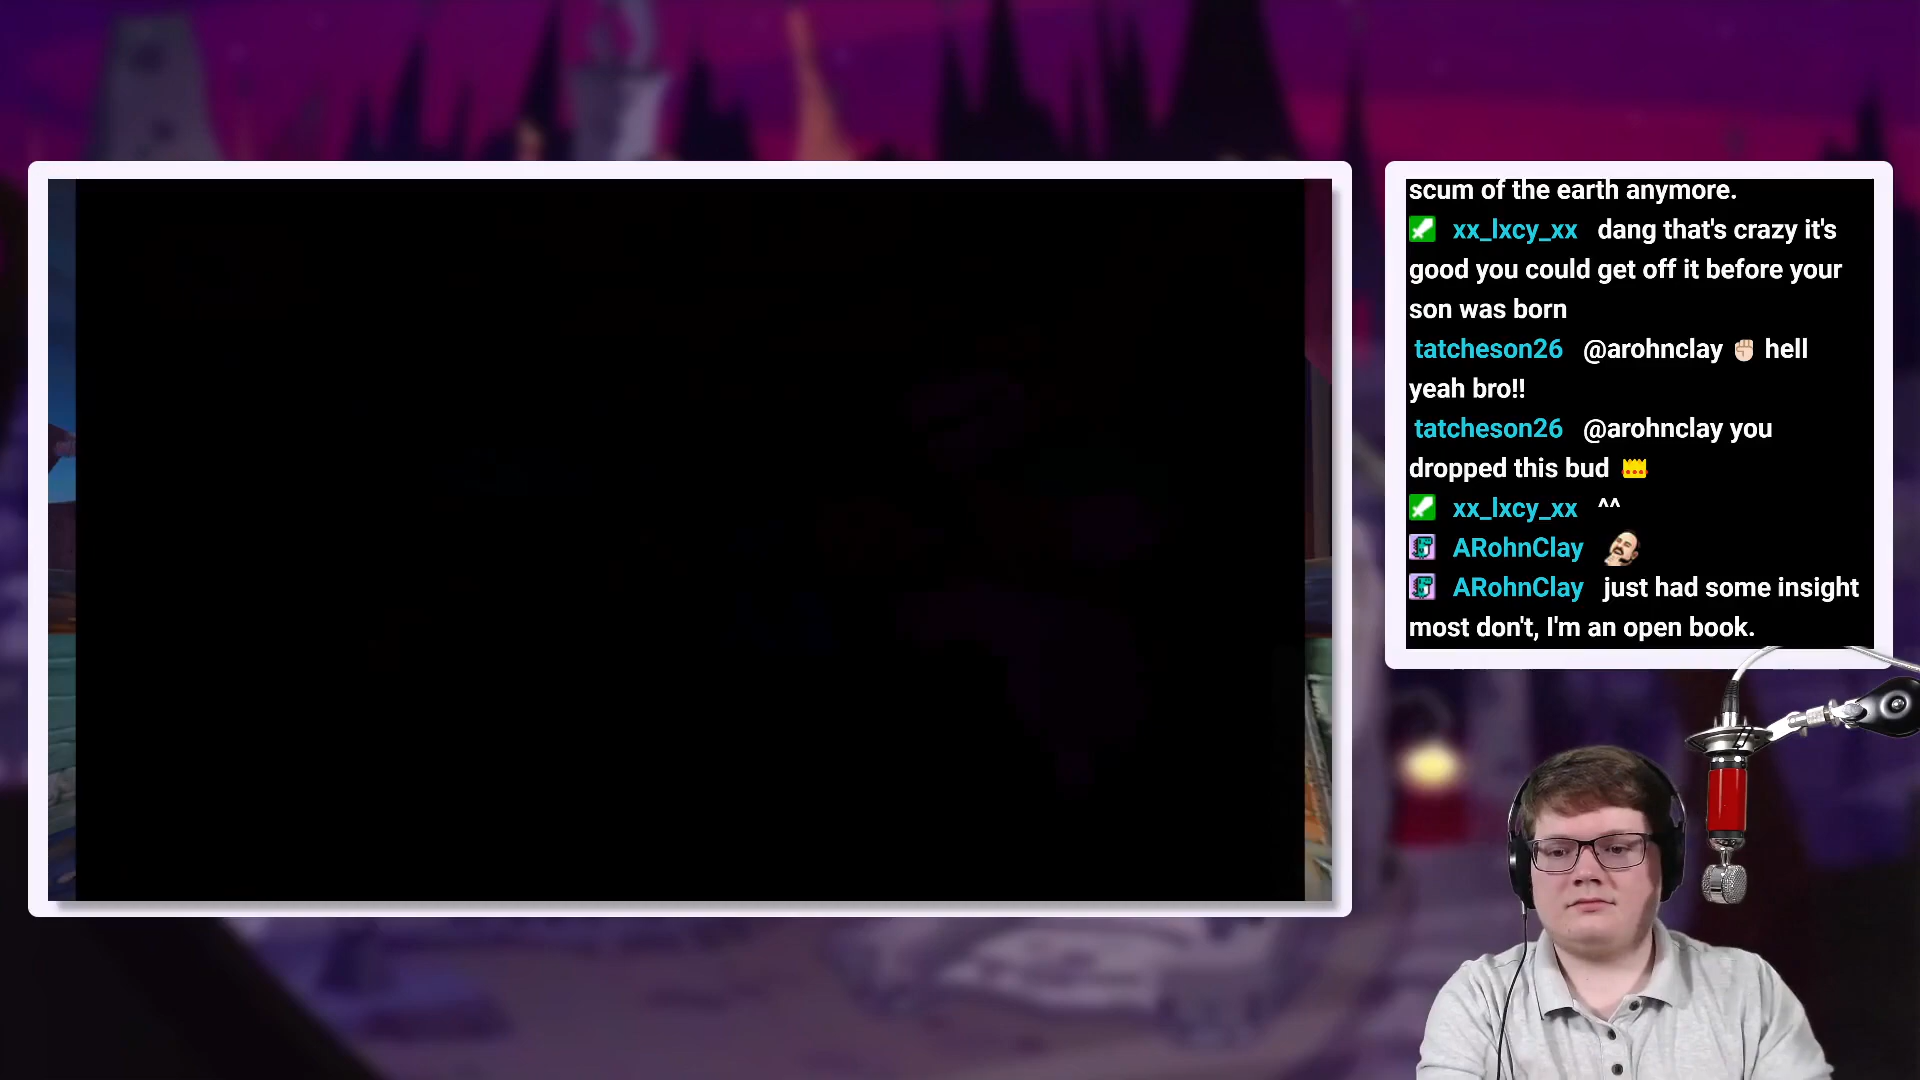 scum of the earth anymore.
xx_lxcy_xx dang that's crazy it's
good you could get off it before your
son was born
tatcheson26 @arohnclay ✊🏻 hell
yeah bro!!
tatcheson26 @arohnclay you
dropped this bud
xx_lxcy_xx ^^
ARohnClay
ARohnClay just had some insight
most don't, I'm an open book.